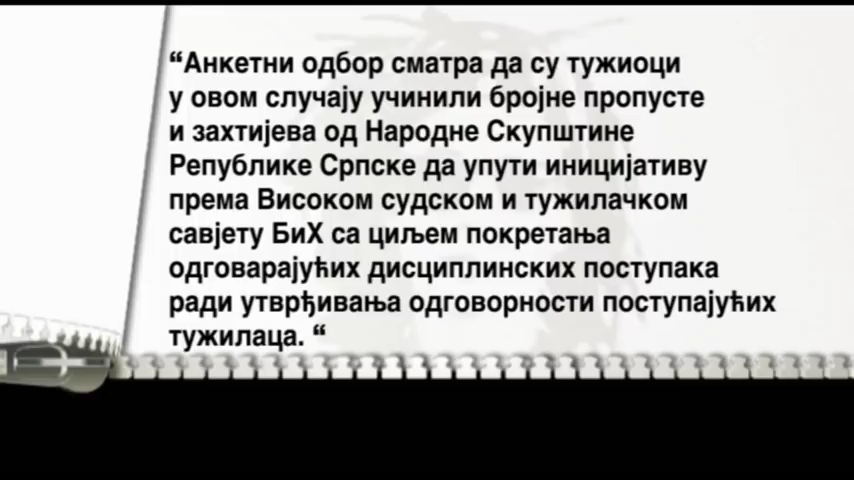 “Анкетни одбор сматра да су тужиоци
у овом случају учинили бројне пропусте
и захтијева од Народне Скупштине
Републике Српске да упути иницијативу
према Високом судском и тужилачком
савјету БиХ са циљем покретања
одговарајућих дисциплинских поступака
ради утврђивања одговорности поступајућих
тужилаца. “